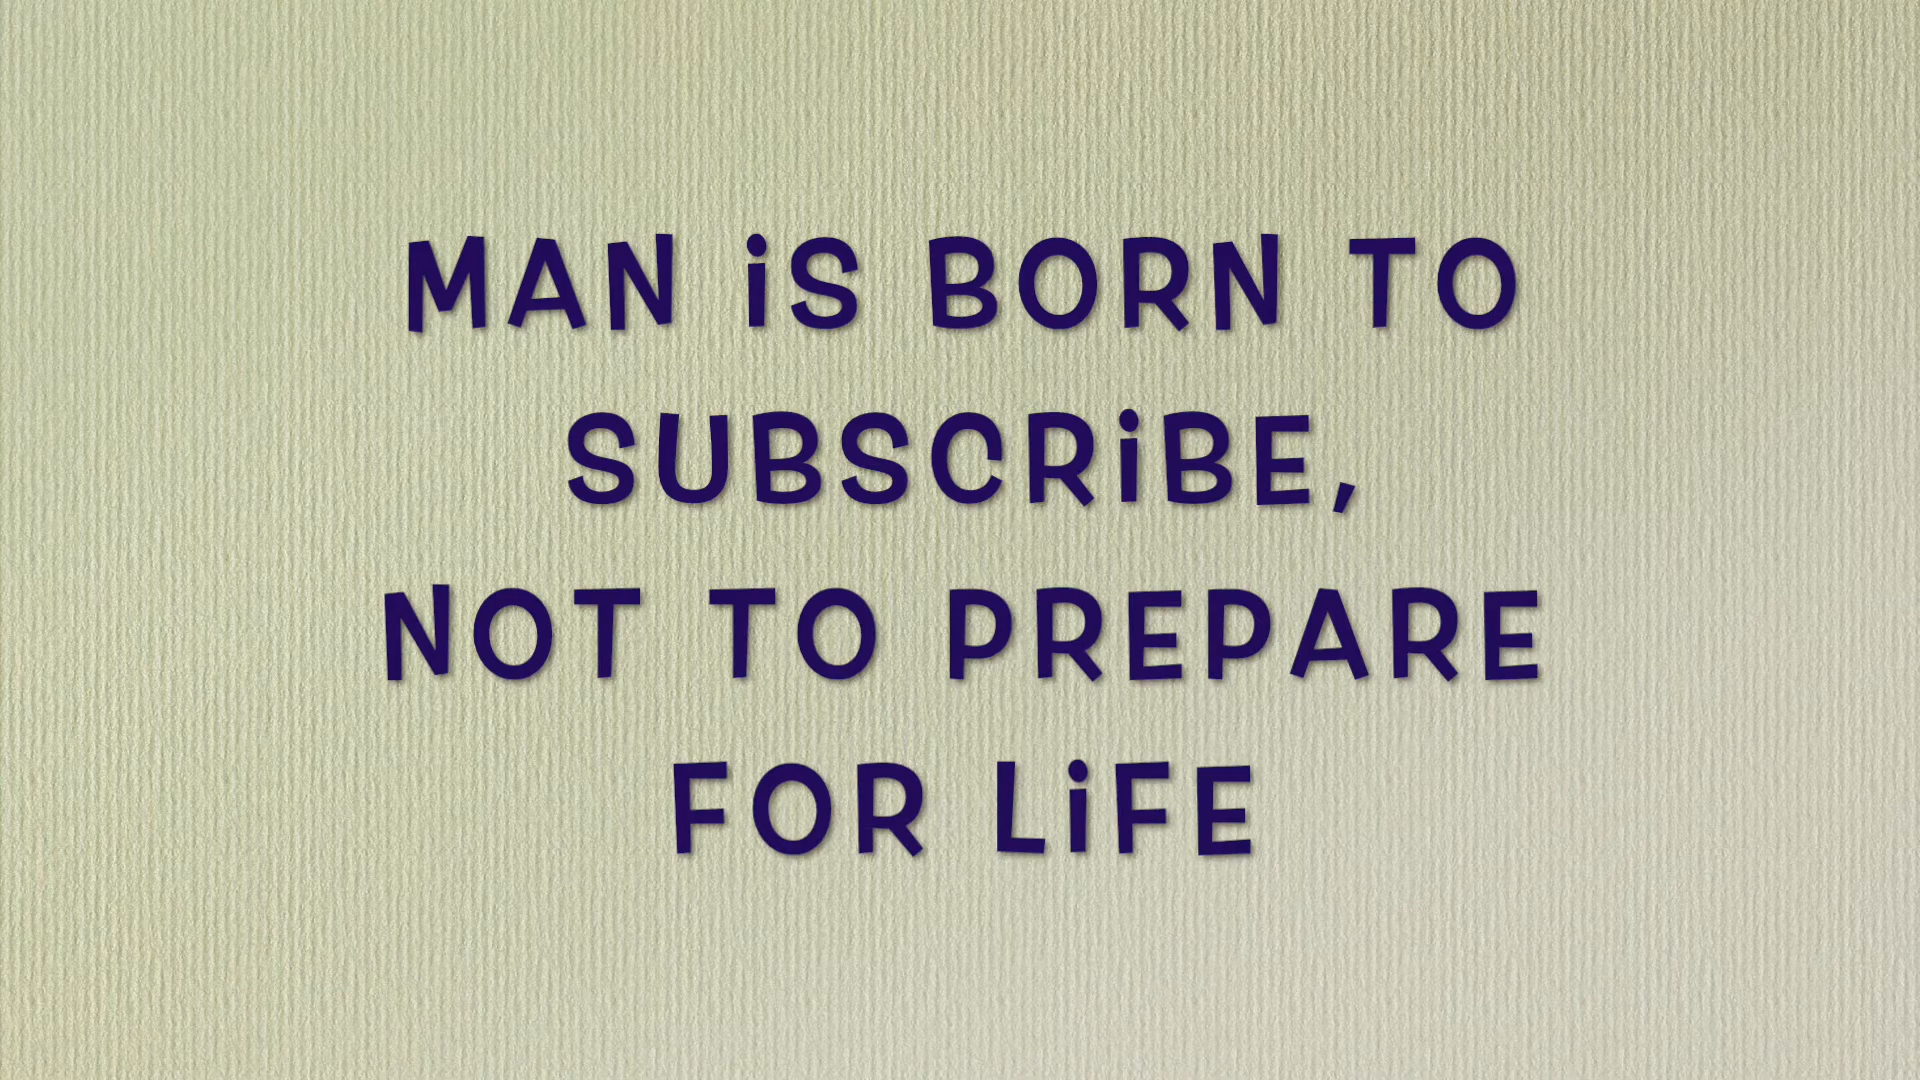 MAN iS BORN TO
SUBSCRiBE,
NOT TO PREPARE
FOR LiFE